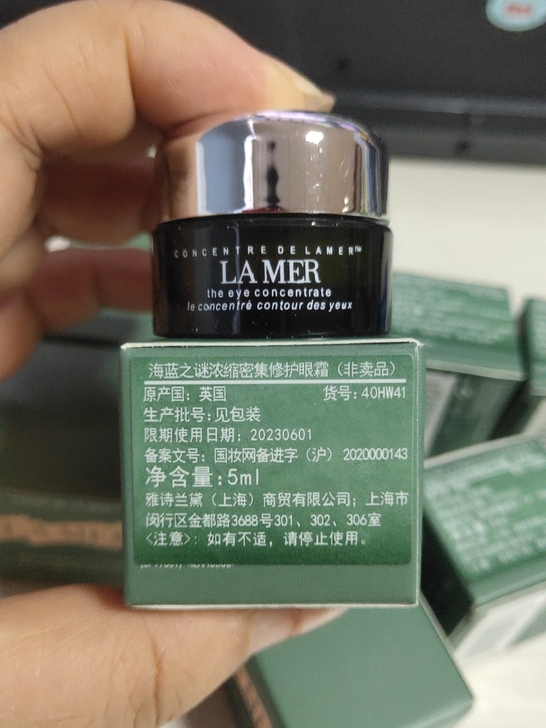 CONCENTRE DE LAMER™
LA MER
the eye concentrate
le concentré contour des yeux
海蓝之谜浓缩密集修护眼霜（非卖品）
原产国：英国 货号：40HW41
生产批号：见包装
限期使用日期：20230601
备案文号：国妆网备进字（沪）2020000143
净含量：5ml
雅诗兰黛（上海）商贸有限公司；上海市
闵行区金都路3688号301、302、306室
<注意>：如有不适，请停止使用。